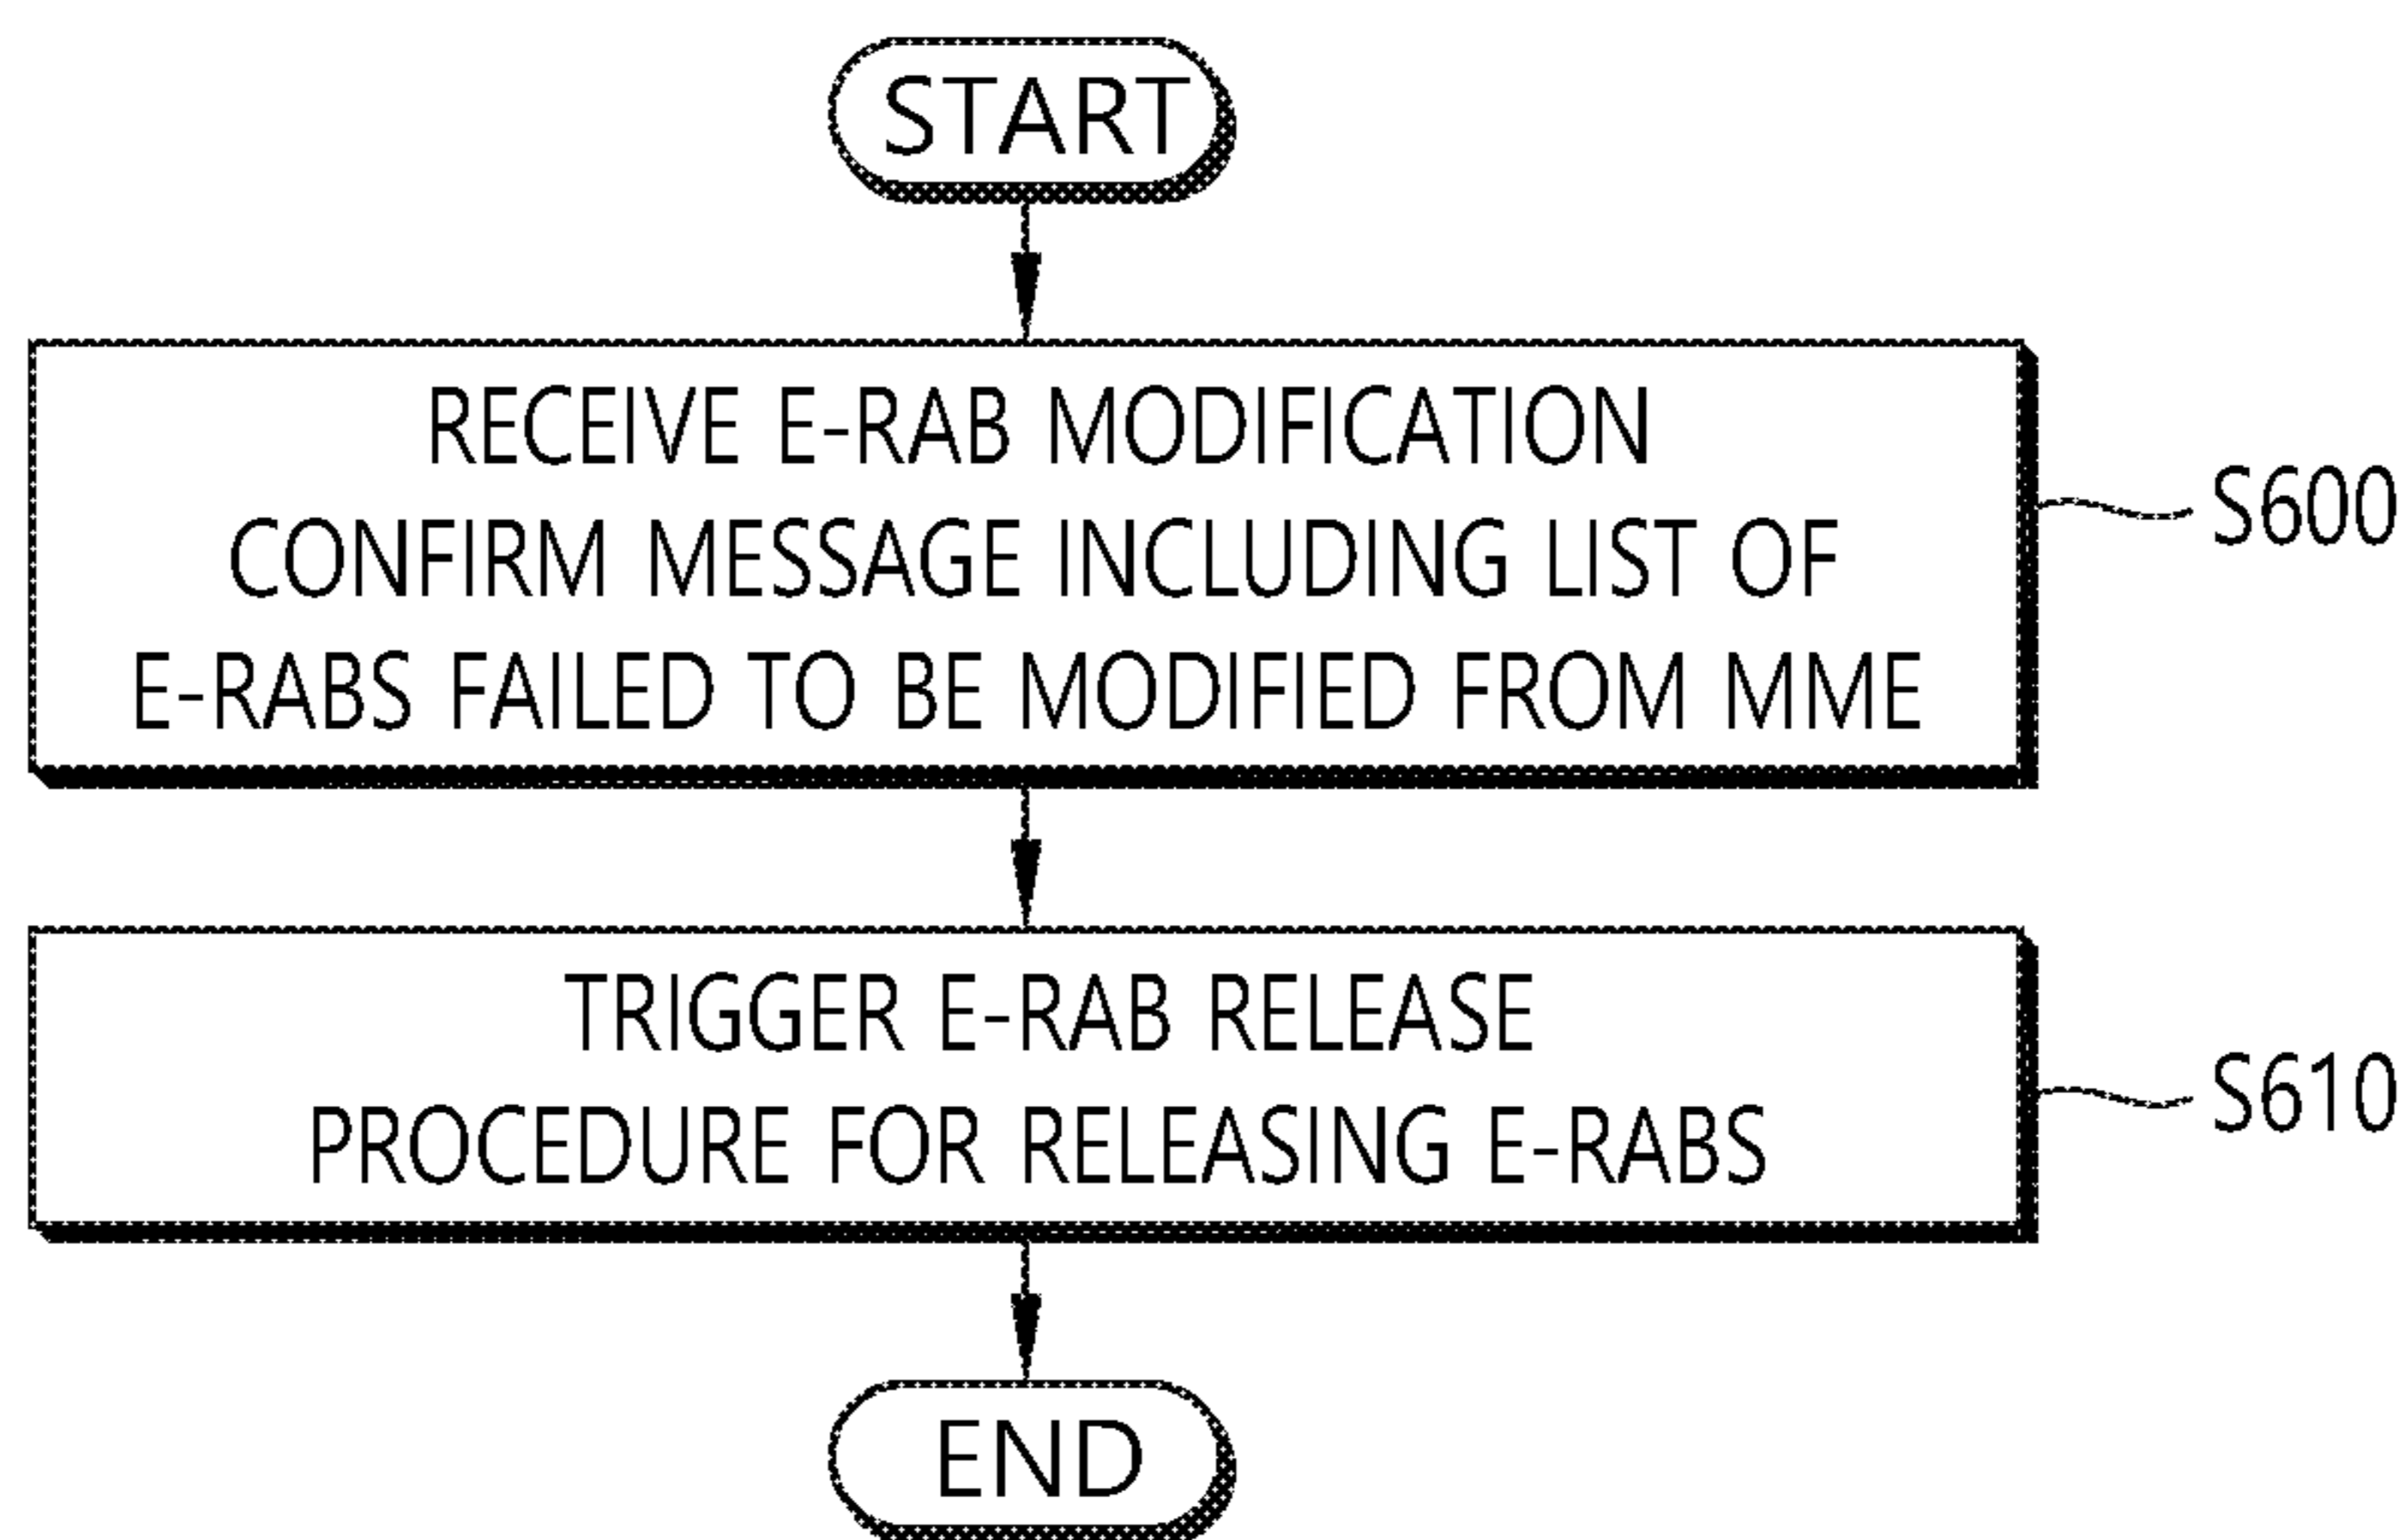 START
RECEIVE E-RAB MODIFICATION
CONFIRM MESSAGE INCLUDING LIST OF
E-RABS FAILED TO BE MODIFIED FROM MME
S600
TRIGGER E-RAB RELEASE
PROCEDURE FOR RELEASING E-RABS
S610
END